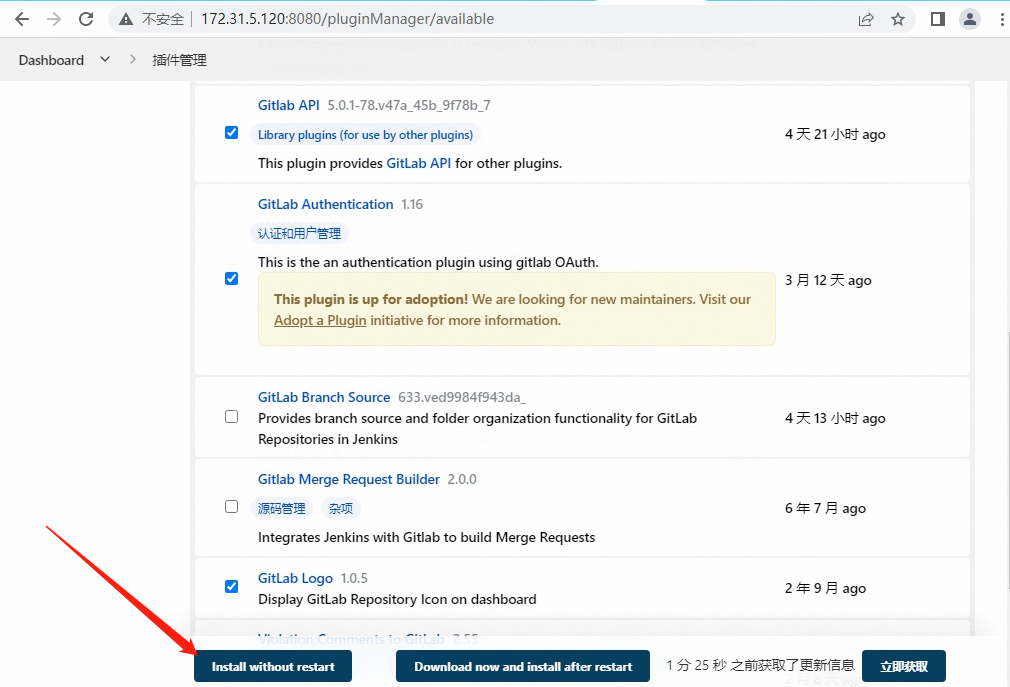 不安全 172.31.5.120:8080/pluginManager/available
Dashboard 插件管理
Gitlab API 5.0.1-78.v47a_45b_9f78b_7
Library plugins (for use by other plugins)
4 天 21 小时 ago
This plugin provides GitLab API for other plugins.
GitLab Authentication 1.16
认证和用户管理
This is the an authentication plugin using gitlab OAuth.
3 月 12 天 ago
This plugin is up for adoption! We are looking for new maintainers. Visit our
Adopt a Plugin initiative for more information.
GitLab Branch Source 633.ved9984f943da_
Provides branch source and folder organization functionality for GitLab
Repositories in Jenkins
4 天 13 小时 ago
Gitlab Merge Request Builder 2.0.0
源码管理 杂项
6 年 7 月 ago
Integrates Jenkins with Gitlab to build Merge Requests
GitLab Logo 1.0.5
Display GitLab Repository Icon on dashboard
2 年 9 月 ago
Violation Comments to GitLab 2.55
Install without restart Download now and install after restart 1 分 25 秒 之前获取了更新信息 立即获取